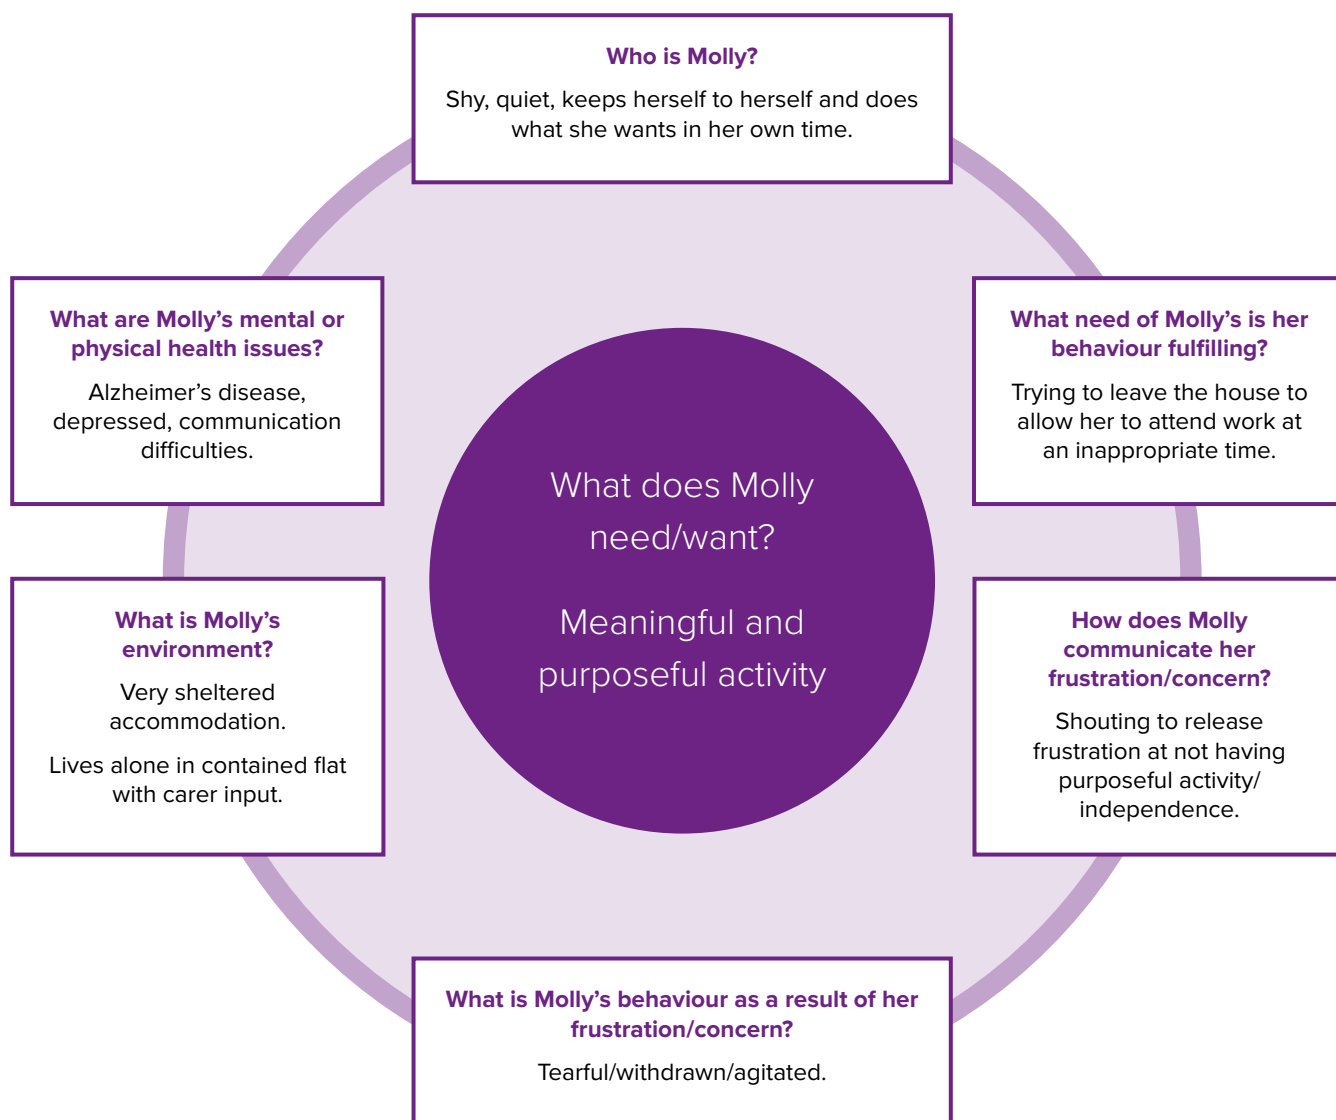 Who is Molly?
Shy, quiet, keeps herself to herself and does
what she wants in her own time.
What are Molly’s mental or
physical health issues?
Alzheimer’s disease,
depressed, communication
difficulties.
What need of Molly’s is her
behaviour fulfilling?
Trying to leave the house to
allow her to attend work at
an inappropriate time.
What does Molly
need/want?
Meaningful and
purposeful activity
What is Molly’s
environment?
Very sheltered
accommodation.
Lives alone in contained flat
with carer input.
How does Molly
communicate her
frustration/concern?
Shouting to release
frustration at not having
purposeful activity/
independence.
What is Molly’s behaviour as a result of her
frustration/concern?
Tearful/withdrawn/agitated.